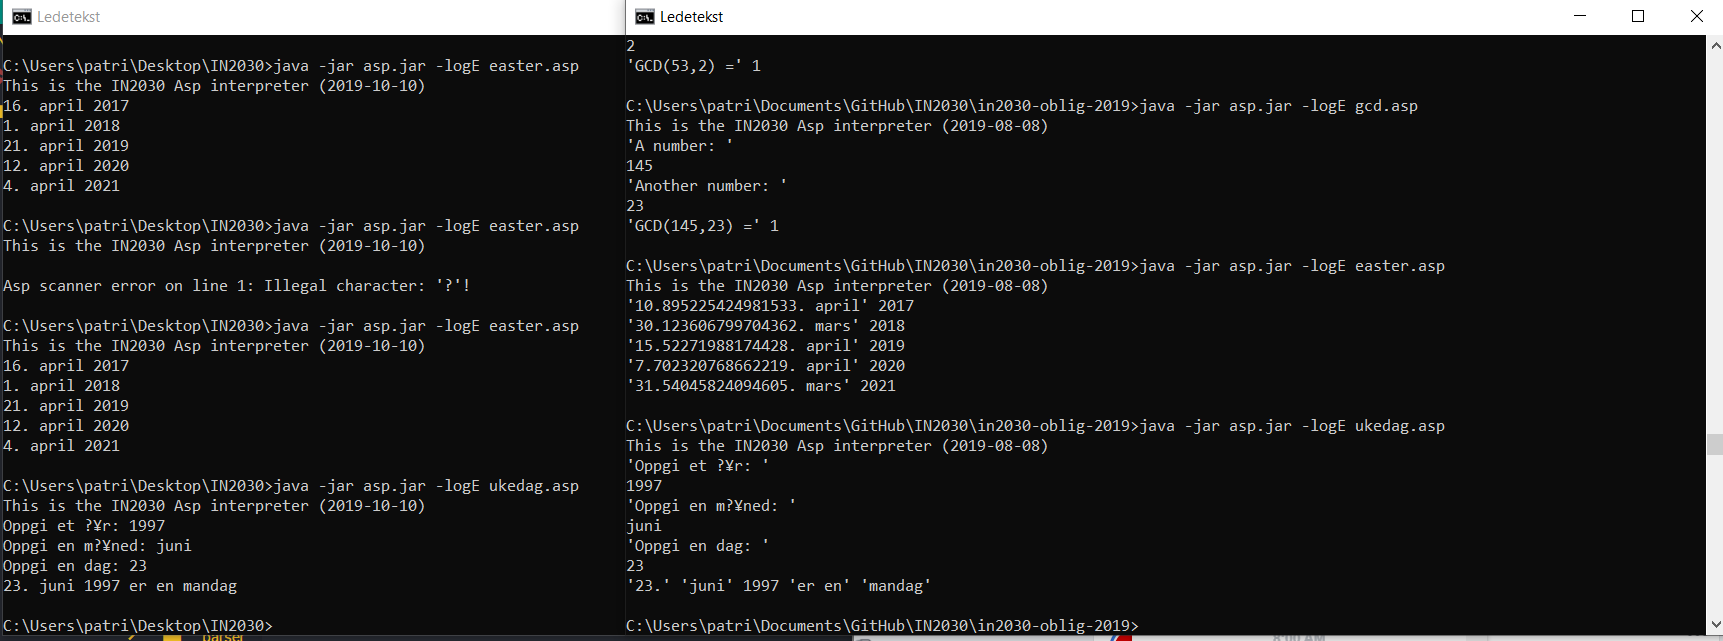 Ledetekst
C:\Users\patri\Desktop\IN2030>java -jar asp.jar -logE easter.asp
This is the IN2030 Asp interpreter (2019-10-10)
16. april 2017
1. april 2018
21. april 2019
12. april 2020
4. april 2021
C:\Users\patri\Desktop\IN2030>java -jar asp.jar -logE easter.asp
This is the IN2030 Asp interpreter (2019-10-10)
Asp scanner error on line 1: Illegal character: '?'!
C:\Users\patri\Desktop\IN2030>java -jar asp.jar -logE easter.asp
This is the IN2030 Asp interpreter (2019-10-10)
16. april 2017
1. april 2018
21. april 2019
12. april 2020
4. april 2021
C:\Users\patri\Desktop\IN2030>java -jar asp.jar -logE ukedag.asp
This is the IN2030 Asp interpreter (2019-10-10)
Oppgi et ?¥r: 1997
Oppgi en m?¥ned: juni
Oppgi en dag: 23
23. juni 1997 er en mandag
C:\Users\patri\Desktop\IN2030>
parser
Ledetekst
2
'GCD(53,2) =' 1
C:\Users\patri\Documents\GitHub\IN2030\in2030-oblig-2019>java -jar asp.jar -logE gcd.asp
This is the IN2030 Asp interpreter (2019-08-08)
'A number: '
145
'Another number: '
23
'GCD(145,23) =' 1
C:\Users\patri\Documents\GitHub\IN2030\in2030-oblig-2019>java -jar asp.jar -logE easter.asp
This is the IN2030 Asp interpreter (2019-08-08)
'10.895225424981533. april' 2017
'30.123606799704362. mars' 2018
'15.52271988174428. april' 2019
'7.702320768662219. april' 2020
'31.54045824094605. mars' 2021
C:\Users\patri\Documents\GitHub\IN2030\in2030-oblig-2019>java -jar asp.jar -logE ukedag.asp
This is the IN2030 Asp interpreter (2019-08-08)
'Oppgi et ?¥r: '
1997
'Oppgi en m?¥ned: '
juni
'Oppgi en dag: '
23
'23.' 'juni' 1997 'er en' 'mandag'
C:\Users\patri\Documents\GitHub\IN2030\in2030-oblig-2019>
8:00 AM